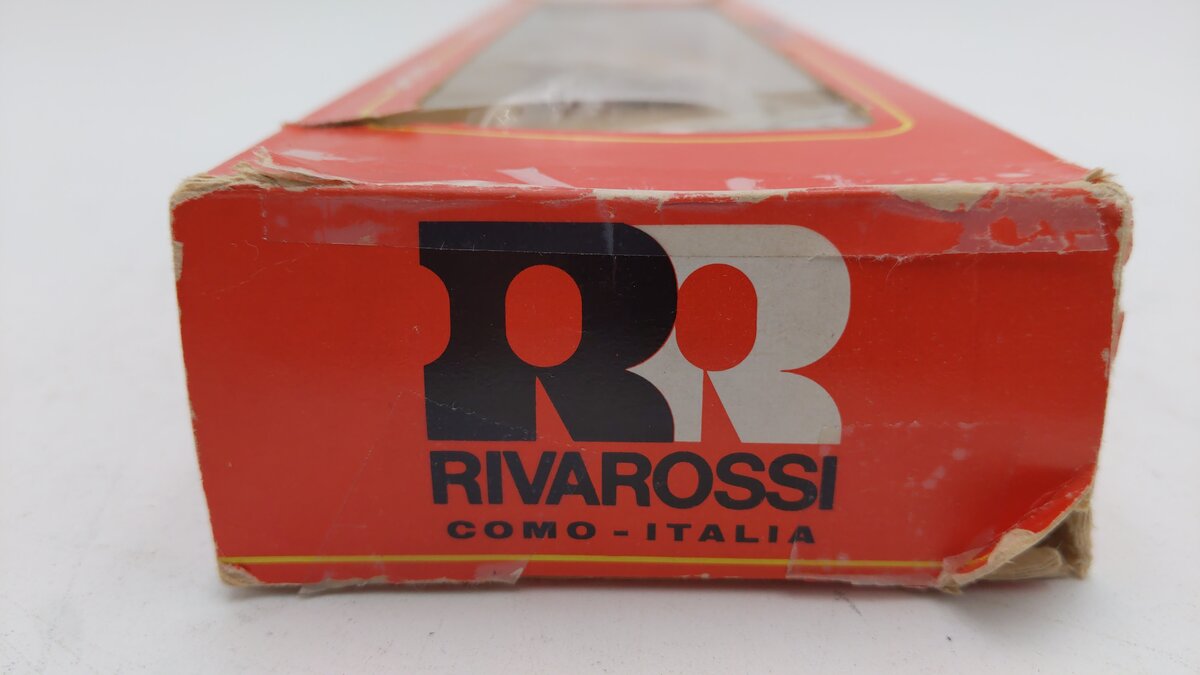 RR
RIVAROSSI
COMO - ITALIA